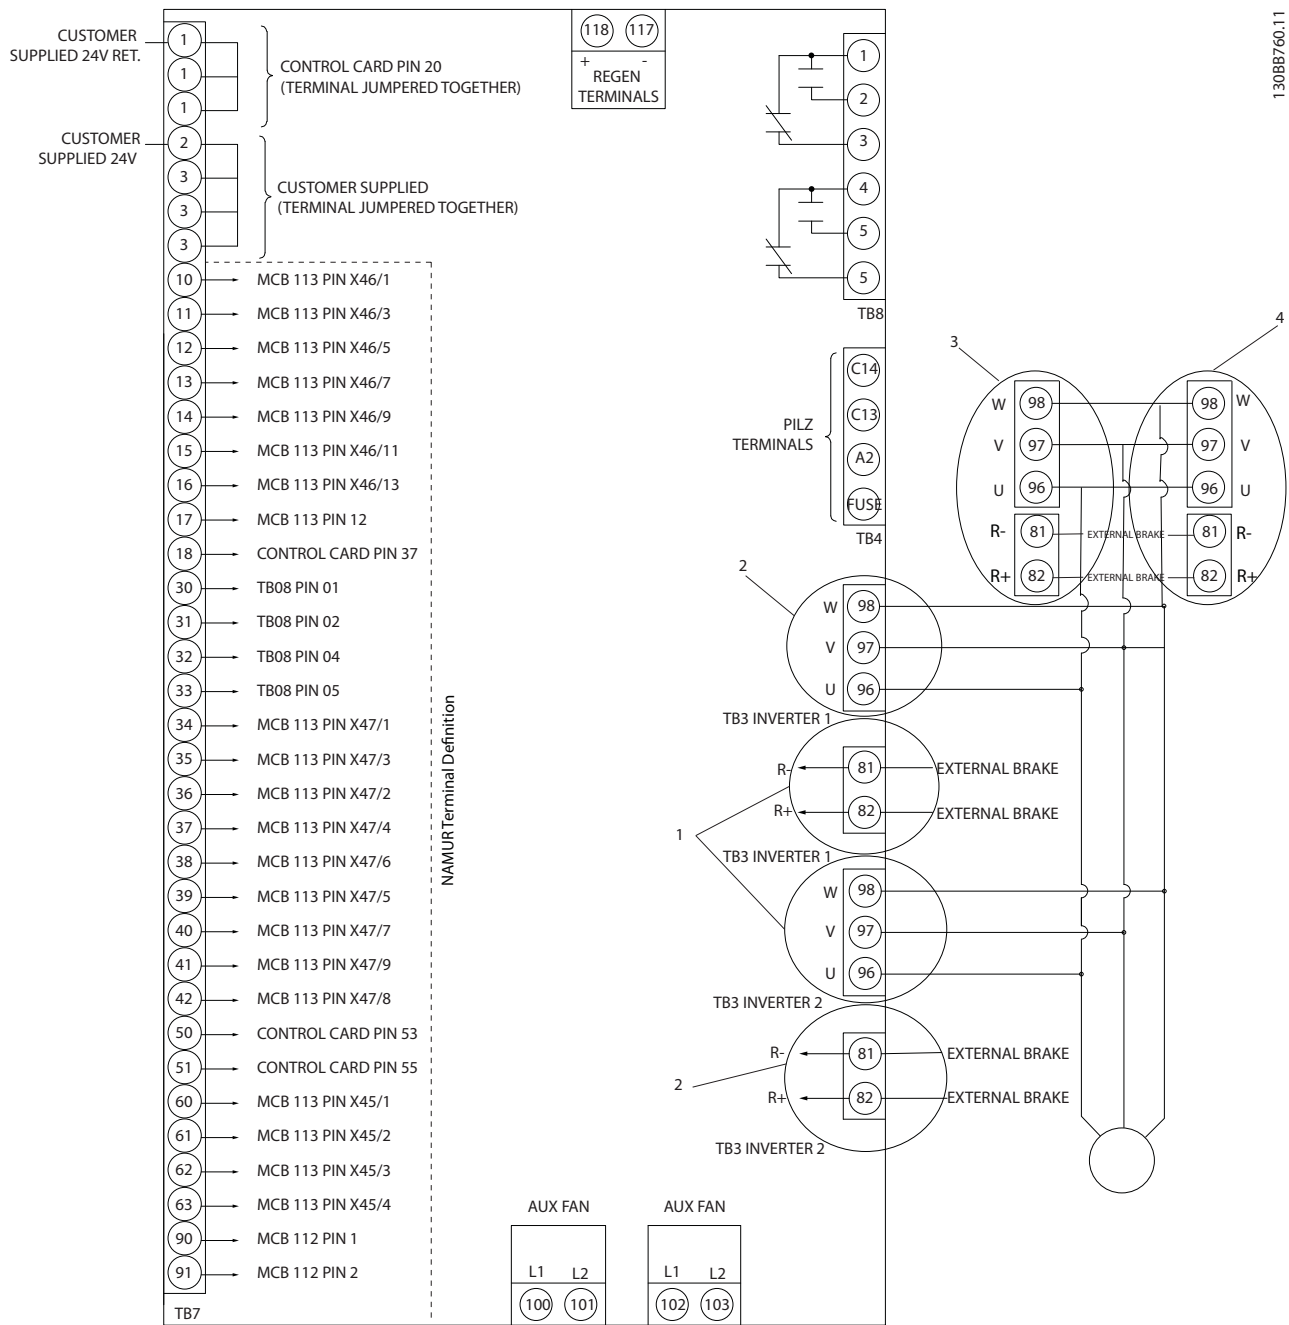 130BB760.11
CUSTOMER
SUPPLIED 24V RET.
1
1
1
CONTROL CARD PIN 20
(TERMINAL JUMPERED TOGETHER)
CUSTOMER
SUPPLIED 24V
2
3
3
3
CUSTOMER SUPPLIED
(TERMINAL JUMPERED TOGETHER)
10 MCB 113 PIN X46/1
11 MCB 113 PIN X46/3
12 MCB 113 PIN X46/5
13 MCB 113 PIN X46/7
14 MCB 113 PIN X46/9
15 MCB 113 PIN X46/11
16 MCB 113 PIN X46/13
17 MCB 113 PIN 12
18 CONTROL CARD PIN 37
30 TB08 PIN 01
31 TB08 PIN 02
32 TB08 PIN 04
33 TB08 PIN 05
34 MCB 113 PIN X47/1
35 MCB 113 PIN X47/3
36 MCB 113 PIN X47/2
37 MCB 113 PIN X47/4
38 MCB 113 PIN X47/6
39 MCB 113 PIN X47/5
40 MCB 113 PIN X47/7
41 MCB 113 PIN X47/9
42 MCB 113 PIN X47/8
50 CONTROL CARD PIN 53
51 CONTROL CARD PIN 55
60 MCB 113 PIN X45/1
61 MCB 113 PIN X45/2
62 MCB 113 PIN X45/3
63 MCB 113 PIN X45/4
90 MCB 112 PIN 1
91 MCB 112 PIN 2
TB7
NAMUR Terminal Definition
118 117
+ -
REGEN
TERMINALS
1
2
3
4
5
5
TB8
PILZ
TERMINALS
C14
C13
A2
FUSE
TB4
2
W 98
V 97
U 96
TB3 INVERTER 1
R- 81 EXTERNAL BRAKE
R+ 82 EXTERNAL BRAKE
1
TB3 INVERTER 1
W 98
V 97
U 96
TB3 INVERTER 2
R- 81 EXTERNAL BRAKE
2
R+ 82 EXTERNAL BRAKE
TB3 INVERTER 2
3
4
W 98 98 W
V 97 97 V
U 96 96 U
R- 81 EXTERNAL BRAKE 81 R-
R+ 82 EXTERNAL BRAKE 82 R+
AUX FAN
L1 L2
100 101
AUX FAN
L1 L2
102 103